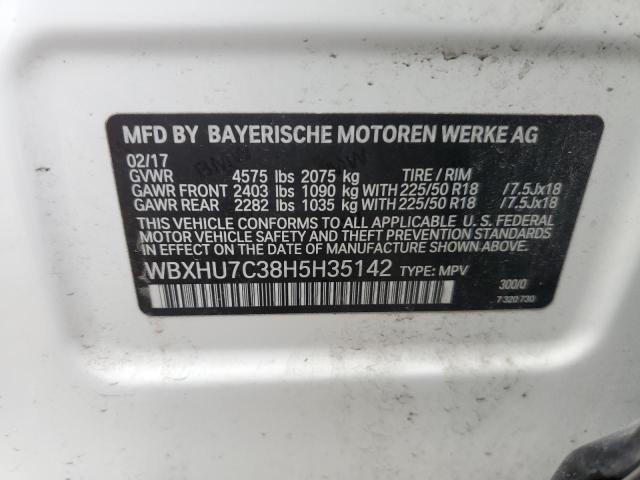 MFD BY BAYERISCHE MOTOREN WERKE AG
02/17
GVWR 4575 lbs 2075 kg TIRE / RIM
GAWR FRONT 2403 lbs 1090 kg WITH 225/50 R18 /7.5Jx18
GAWR REAR 2282 lbs 1035 kg WITH 225/50 R18 /7.5Jx18
THIS VEHICLE CONFORMS TO ALL APPLICABLE U. S. FEDERAL
MOTOR VEHICLE SAFETY AND THEFT PREVENTION STANDARDS
IN EFFECT ON THE DATE OF MANUFACTURE SHOWN ABOVE.
WBXHU7C38H5H35142 TYPE: MPV
300/0
7 320 730